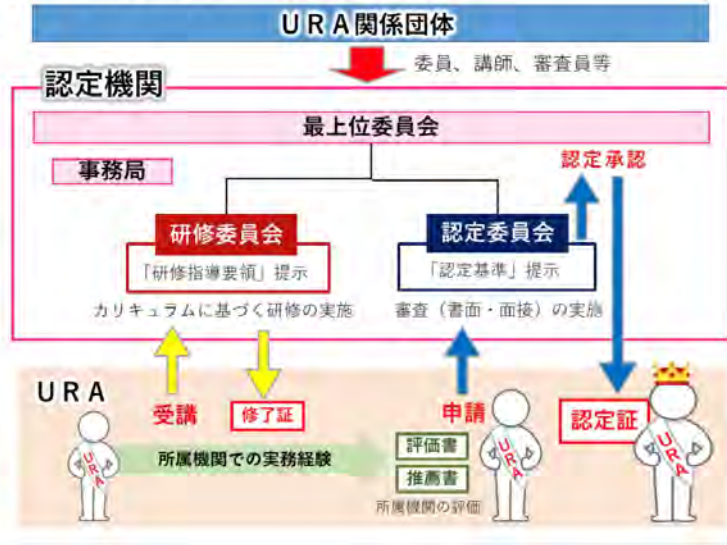 URA関係団体
委員、講師、審査員等
認定機関
最上位委員会
事務局
認定承認
研修委員会
認定委員会
「研修指導要領」提示
「認定基準」提示
カリキュラムに基づく研修の実施
審査（書面・面接）の実施
URA
受講
修了証
申請
認定証
評価書
推薦書
所属機関での実務経験
所属機関の評価
URA
URA
URA